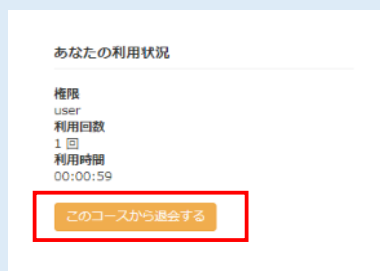 あなたの利用状況
権限
user
利用回数
1 回
利用時間
00:00:59
このコースから退会する